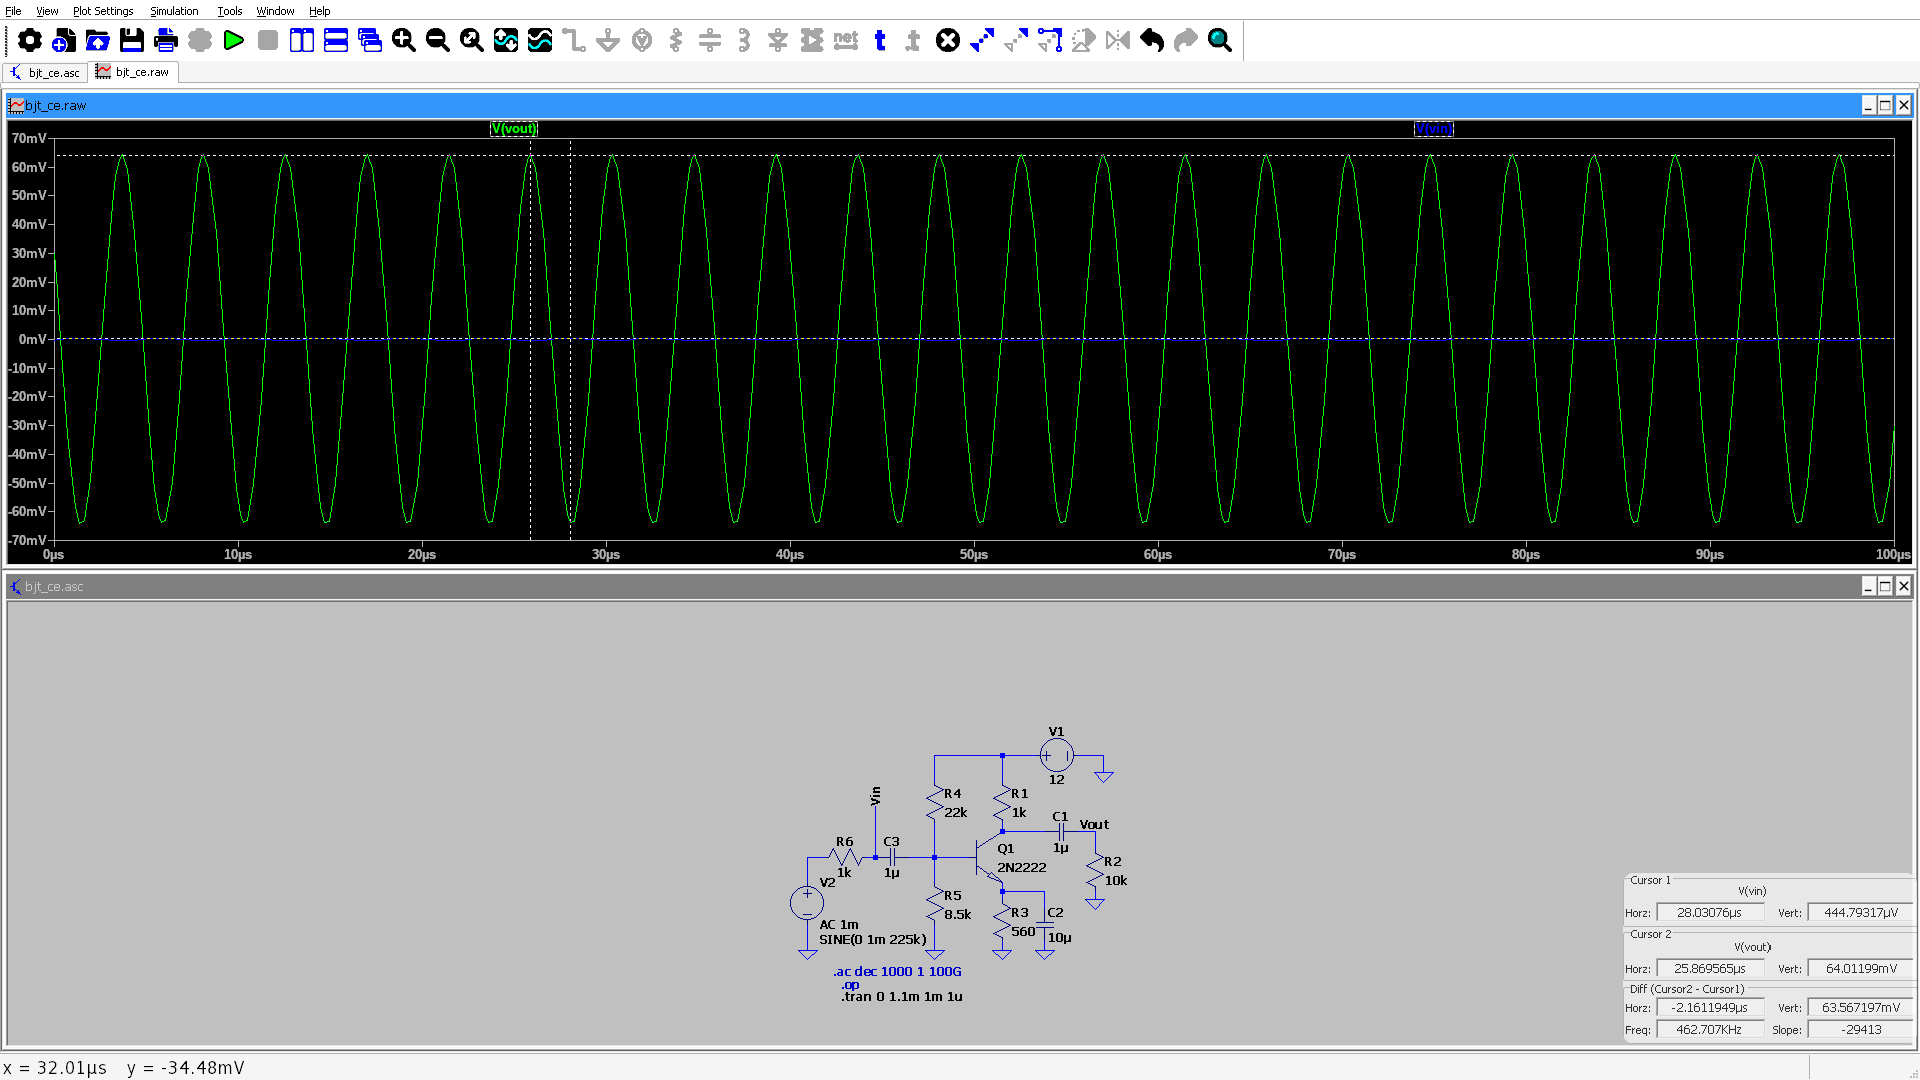 File View Plot Settings Simulation Tools Window Help
net t .t
bjt_ce.asc bjt_ce.raw
bjt_ce.raw
V(vout) V(vin)
70mV
60mV
50mV
40mV
30mV
20mV
10mV
0mV
-10mV
-20mV
-30mV
-40mV
-50mV
-60mV
-70mV
0µs 10µs 20µs 30µs 40µs 50µs 60µs 70µs 80µs 90µs 100µs
bjt_ce.asc
V1
12
Vin
R4
22k
R1
1k
C1
1µ
Vout
R6
1k
C3
1µ
Q1
2N2222
R2
10k
V2
R5
8.5k
R3
560
C2
10µ
AC 1m
SINE(0 1m 225k)
.ac dec 1000 1 100G
.op
.tran 0 1.1m 1m 1u
Cursor 1
V(vin)
Horz: 28.03076µs Vert: 444.79317µV
Cursor 2
V(vout)
Horz: 25.869565µs Vert: 64.01199mV
Diff (Cursor2 - Cursor1)
Horz: -2.1611949µs Vert: 63.567197mV
Freq: 462.707KHz Slope: -29413
x = 32.01µs y = -34.48mV